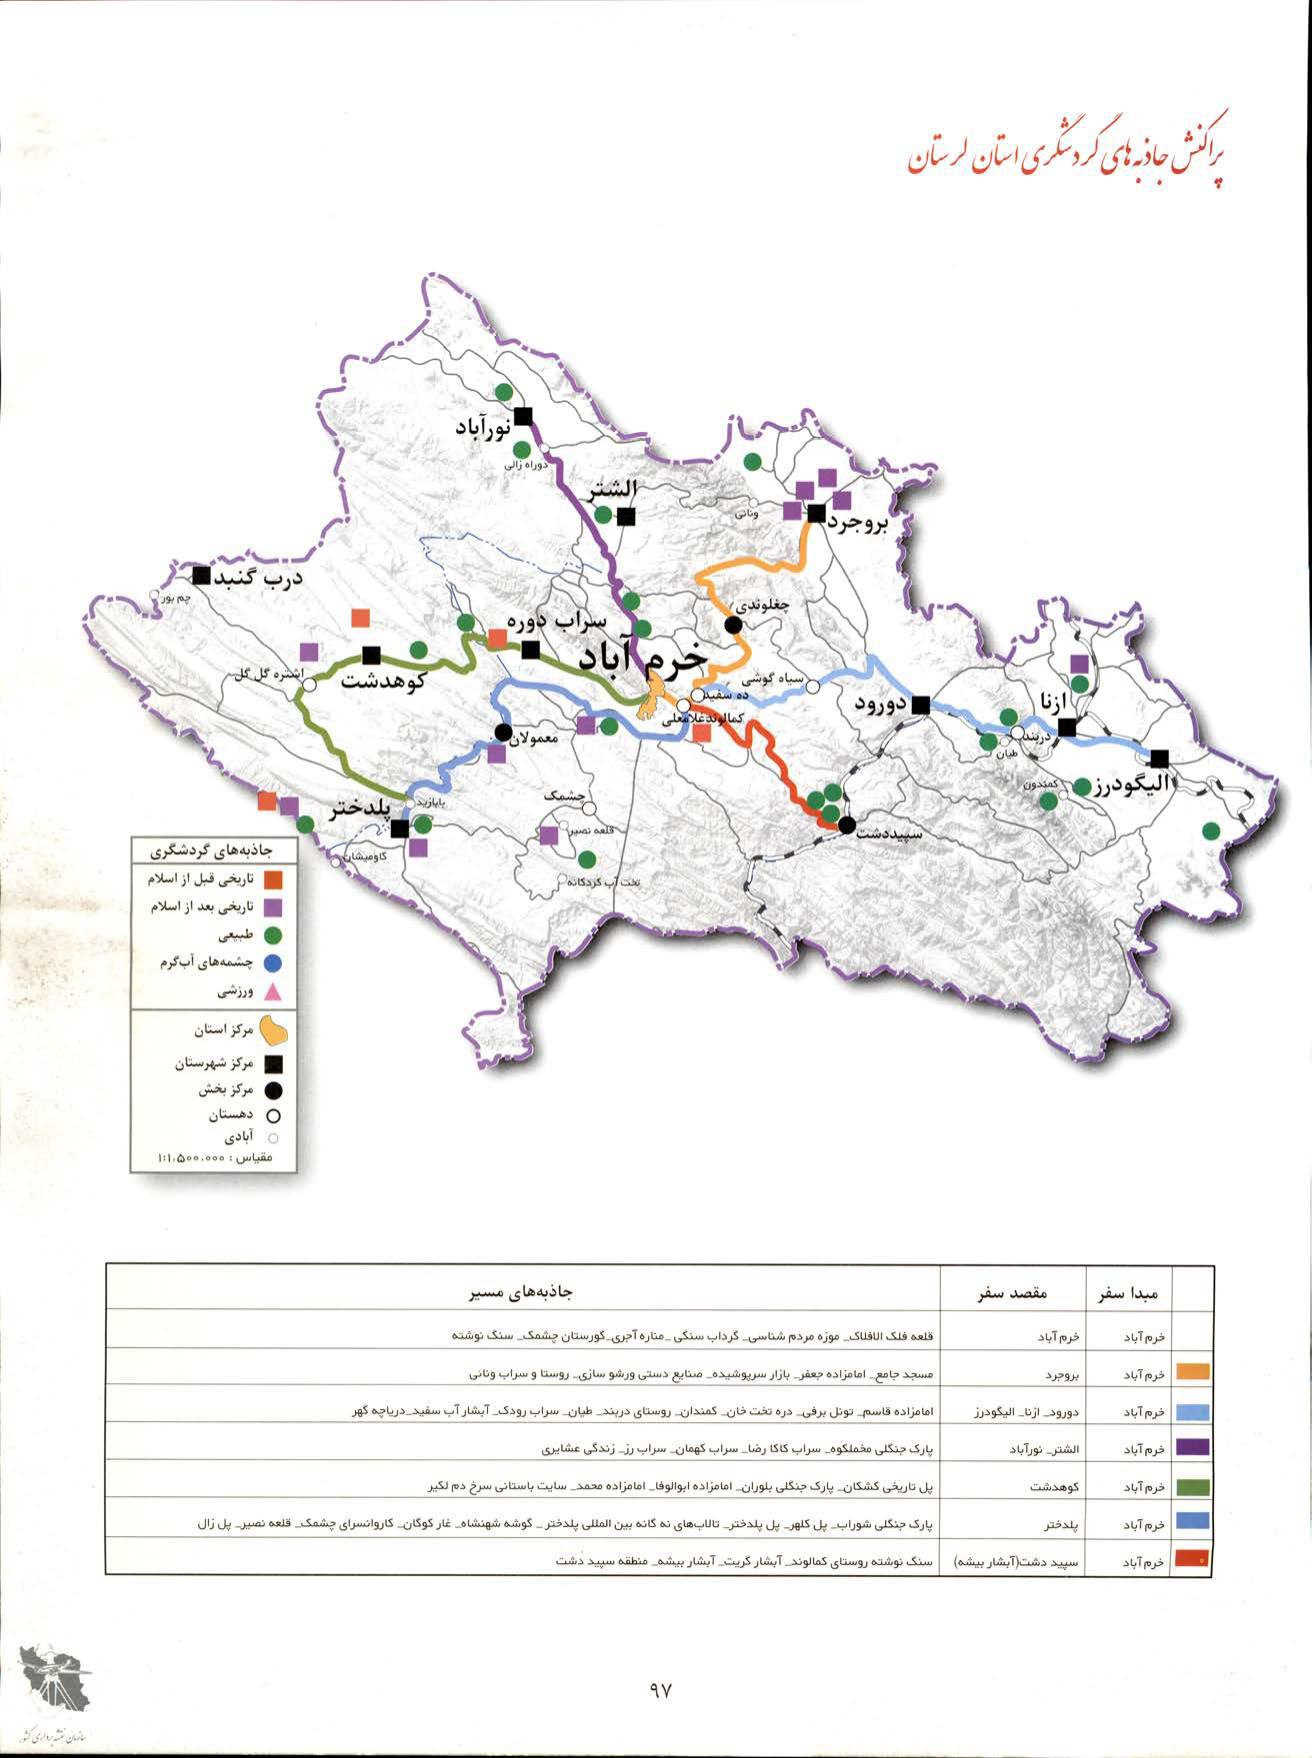 پراکنش جاذبه‌های گردشگری استان لرستان
نورآباد
دوراه زالی
الشتر
ونائی
بروجرد
درب گنبد
چم پور
چغلوندی
سراب دوره
خرم آباد
اشتره گل گل
کوهدشت
سیاه گوشی
ده سفید
کمالوندغلامعلی
دورود
ازنا
دربند
طیان
معمولان
الیگودرز
کمندون
پلدختر
بابازید
چشمک
قلعه نصیر
سپیددشت
گاومیشان
تخت آب گردکانه
جاذبه‌های گردشگری
تاریخی قبل از اسلام
تاریخی بعد از اسلام
طبیعی
چشمه‌های آب‌گرم
ورزشی
مرکز استان
مرکز شهرستان
مرکز بخش
دهستان
آبادی
مقیاس : ۱:۱،۵۰۰،۰۰۰
مبدا سفر مقصد سفر جاذبه‌های مسیر
خرم آباد خرم آباد قلعه فلک الافلاک_ موزه مردم شناسی_ گرداب سنگی _مناره آجری_گورستان چشمک_ سنگ نوشته
خرم آباد بروجرد مسجد جامع_ امامزاده جعفر_ بازار سرپوشیده_ صنایع دستی ورشو سازی_ روستا و سراب ونائی
خرم آباد دورود_ ازنا_ الیگودرز امامزاده قاسم_ تونل برفی_ دره تخت خان_ کمندان_ روستای دربند_ طیان_ سراب رودک_ آبشار آب سفید_دریاچه گهر
خرم آباد الشتر_ نورآباد پارک جنگلی مخملکوه_ سراب کاکا رضا_ سراب کهمان_ سراب رز_ زندگی عشایری
خرم آباد کوهدشت پل تاریخی کشکان_ پارک جنگلی بلوران_ امامزاده ابوالوفا_ امامزاده محمد_ سایت باستانی سرخ دم لکیر
خرم آباد پلدختر پارک جنگلی شوراب_ پل کلهر_ پل پلدختر_ تالاب‌های نه گانه بین المللی پلدختر _ گوشه شهنشاه_ غار کوگان_ کاروانسرای چشمک_ قلعه نصیر_ پل زال
خرم آباد سپید دشت(آبشار بیشه) سنگ نوشته روستای کمالوند_ آبشار گریت_ آبشار بیشه_ منطقه سپید دشت
۹۷
سازمان نقشه‌برداری کشور